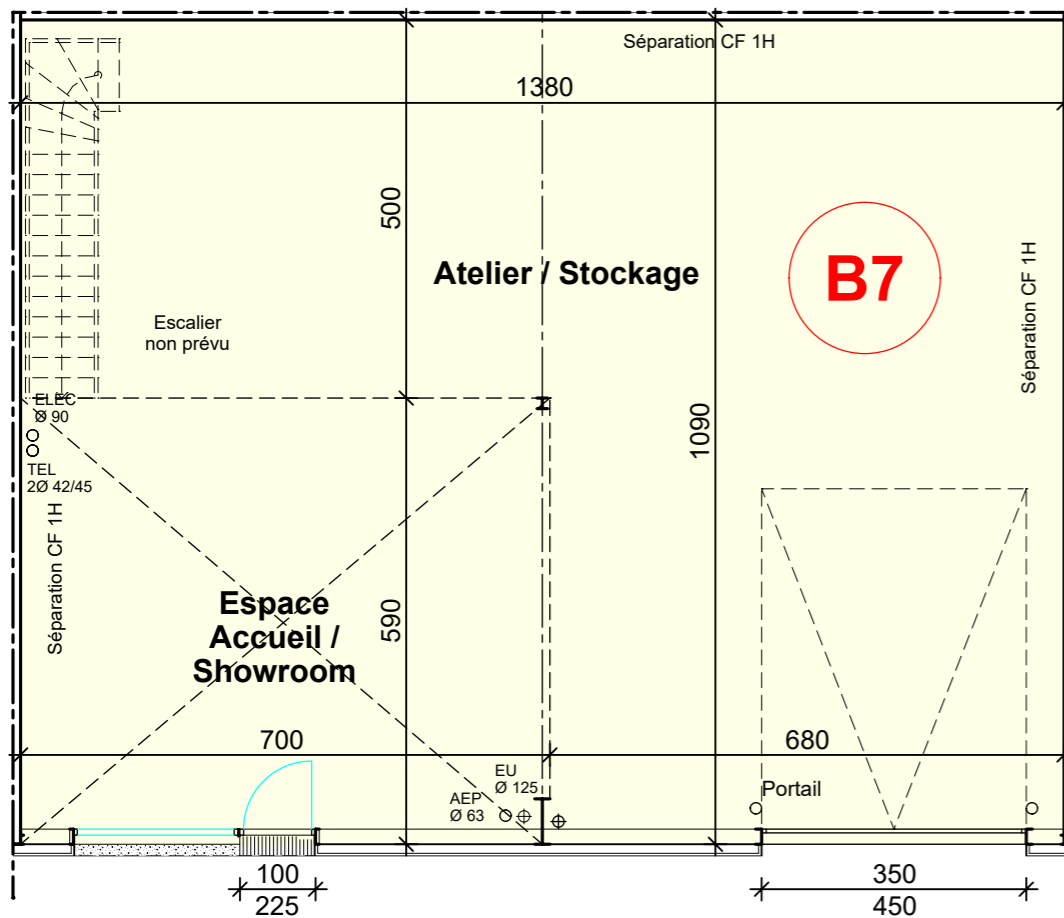 Séparation CF 1H
1380
500
Atelier / Stockage
B7
Séparation CF 1H
Escalier
non prévu
ELEC
Ø 90
TEL
2Ø 42/45
1090
Séparation CF 1H
590
Espace
Accueil /
Showroom
700
680
EU
Ø 125
AEP
Ø 63
Portail
100
225
350
450